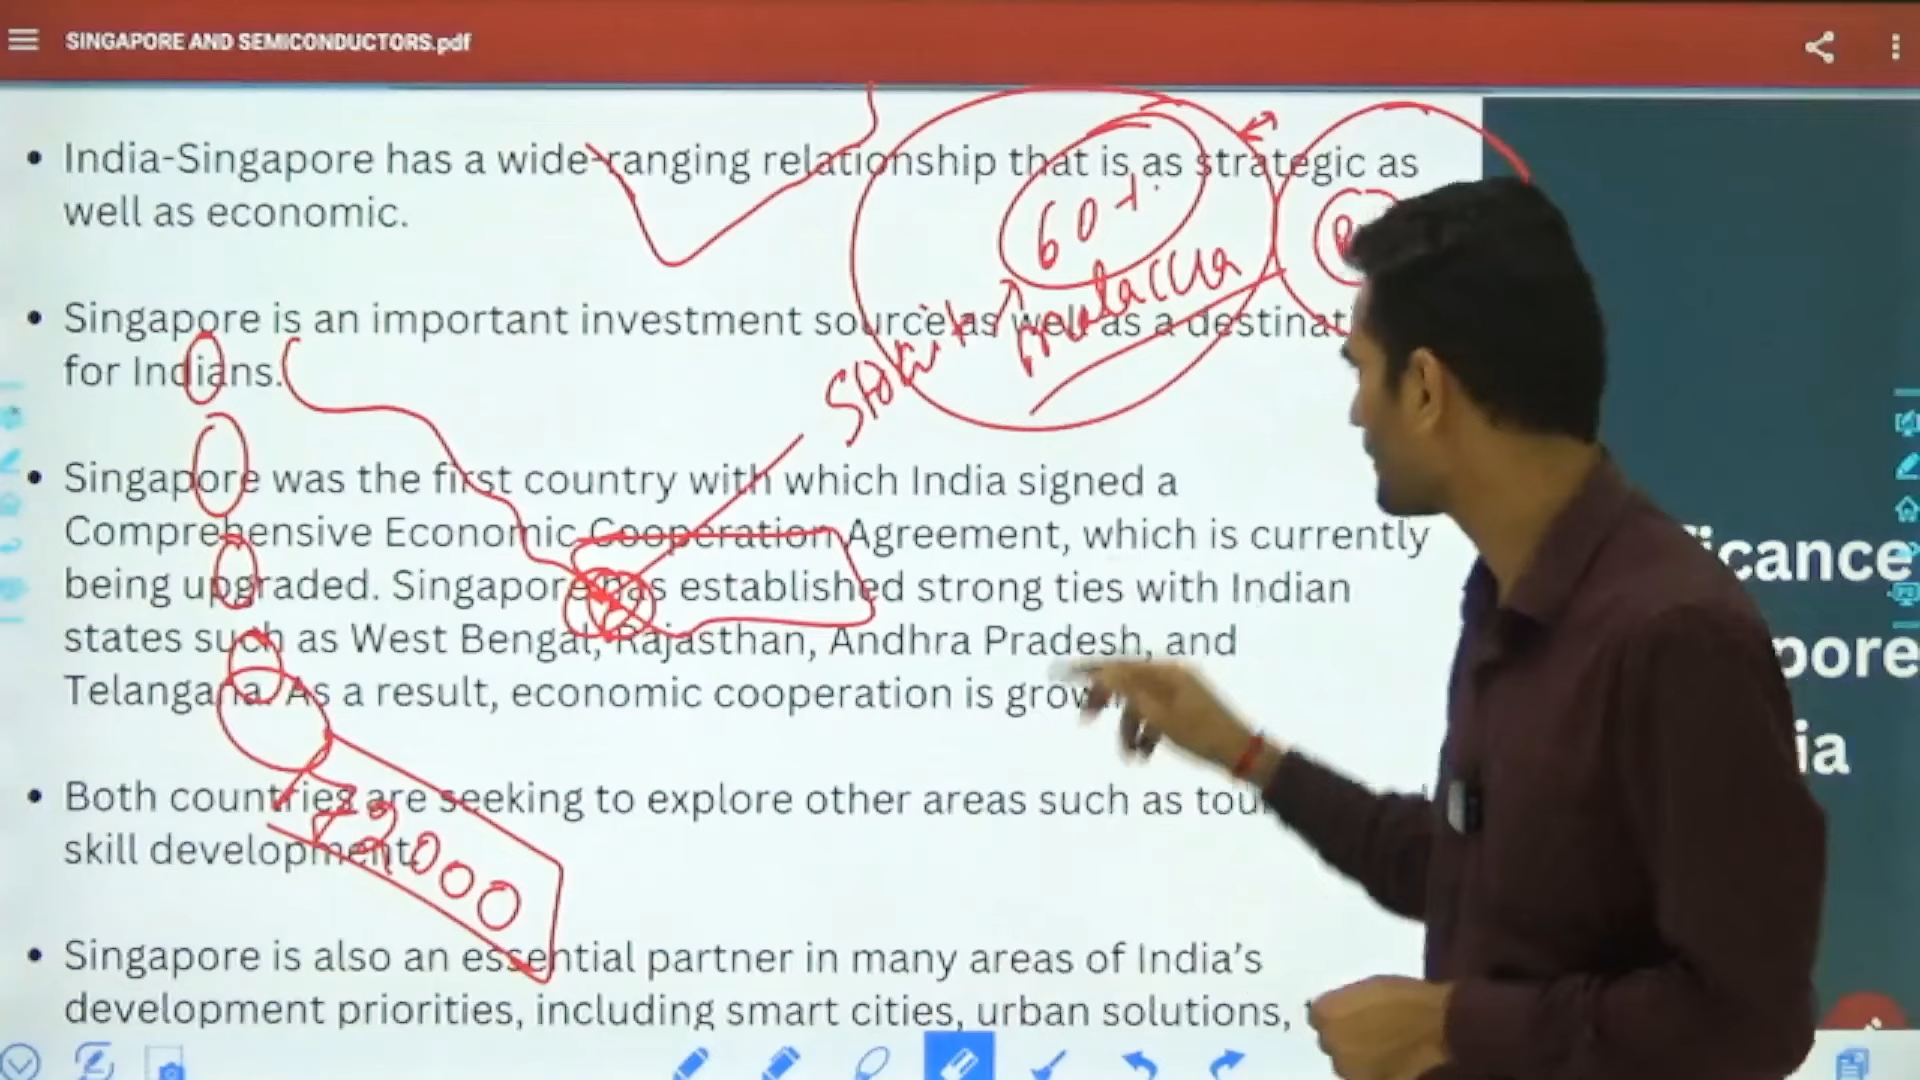 SINGAPORE AND SEMICONDUCTORS.pdf
India-Singapore has a wide-ranging relationship that is as strategic as
well as economic.
60%
Malacca
Singapore is an important investment source as well as a
for Indians.
Singapore was the first country with which India signed a
Comprehensive Economic Cooperation Agreement, which is currently
being upgraded. Singapore has established strong ties with Indian
states such as West Bengal, Rajasthan, Andhra Pradesh, and
Telangana. As a result, economic cooperation is
Both countries are seeking to explore other areas such as
skill development.
2000
Singapore is also an essential partner in many areas of India's
development priorities, including smart cities, urban solutions,